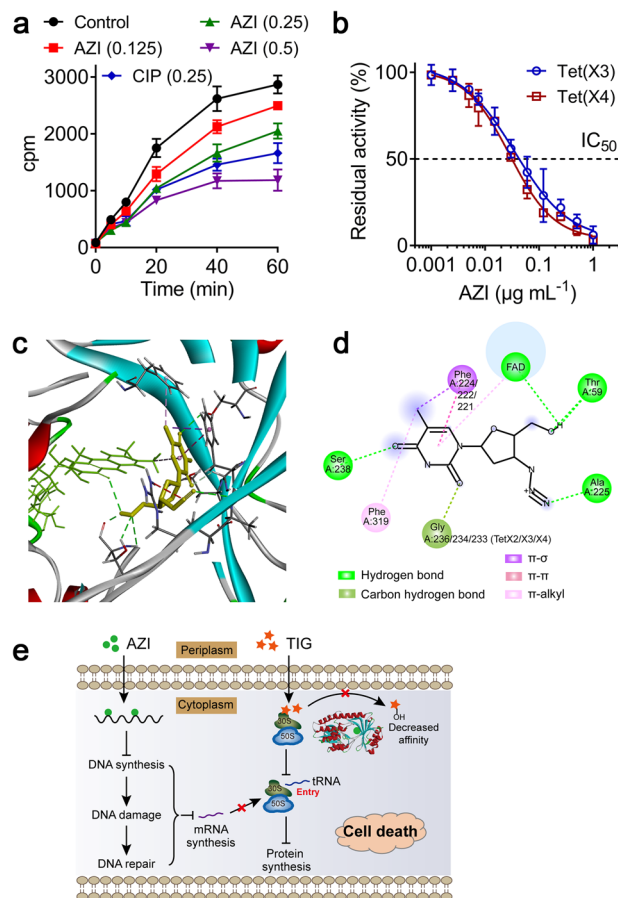 a
Control
AZI (0.25)
AZI (0.125)
AZI (0.5)
CIP (0.25)
3000
2000
1000
0
cpm
0
20
40
60
Time (min)
b
Tet(X3)
Tet(X4)
IC50
100
50
0
Residual activity (%)
0.001
0.01
0.1
1
AZI (µg mL⁻¹)
c
d
FAD
Phe
A:224/
222/
221
Thr
A:59
Ser
A:238
O
O
H
N
O
N
O
N
N
+
N
Ala
A:225
Phe
A:319
Gly
A:236/234/233 (TetX2/X3/X4)
π-σ
Hydrogen bond
π-π
Carbon hydrogen bond
π-alkyl
e
AZI
Periplasm
TIG
Cytoplasm
30S
50S
OH
Decreased
affinity
DNA synthesis
30S
tRNA
Entry
50S
DNA damage
mRNA
synthesis
DNA repair
Protein
synthesis
Cell death